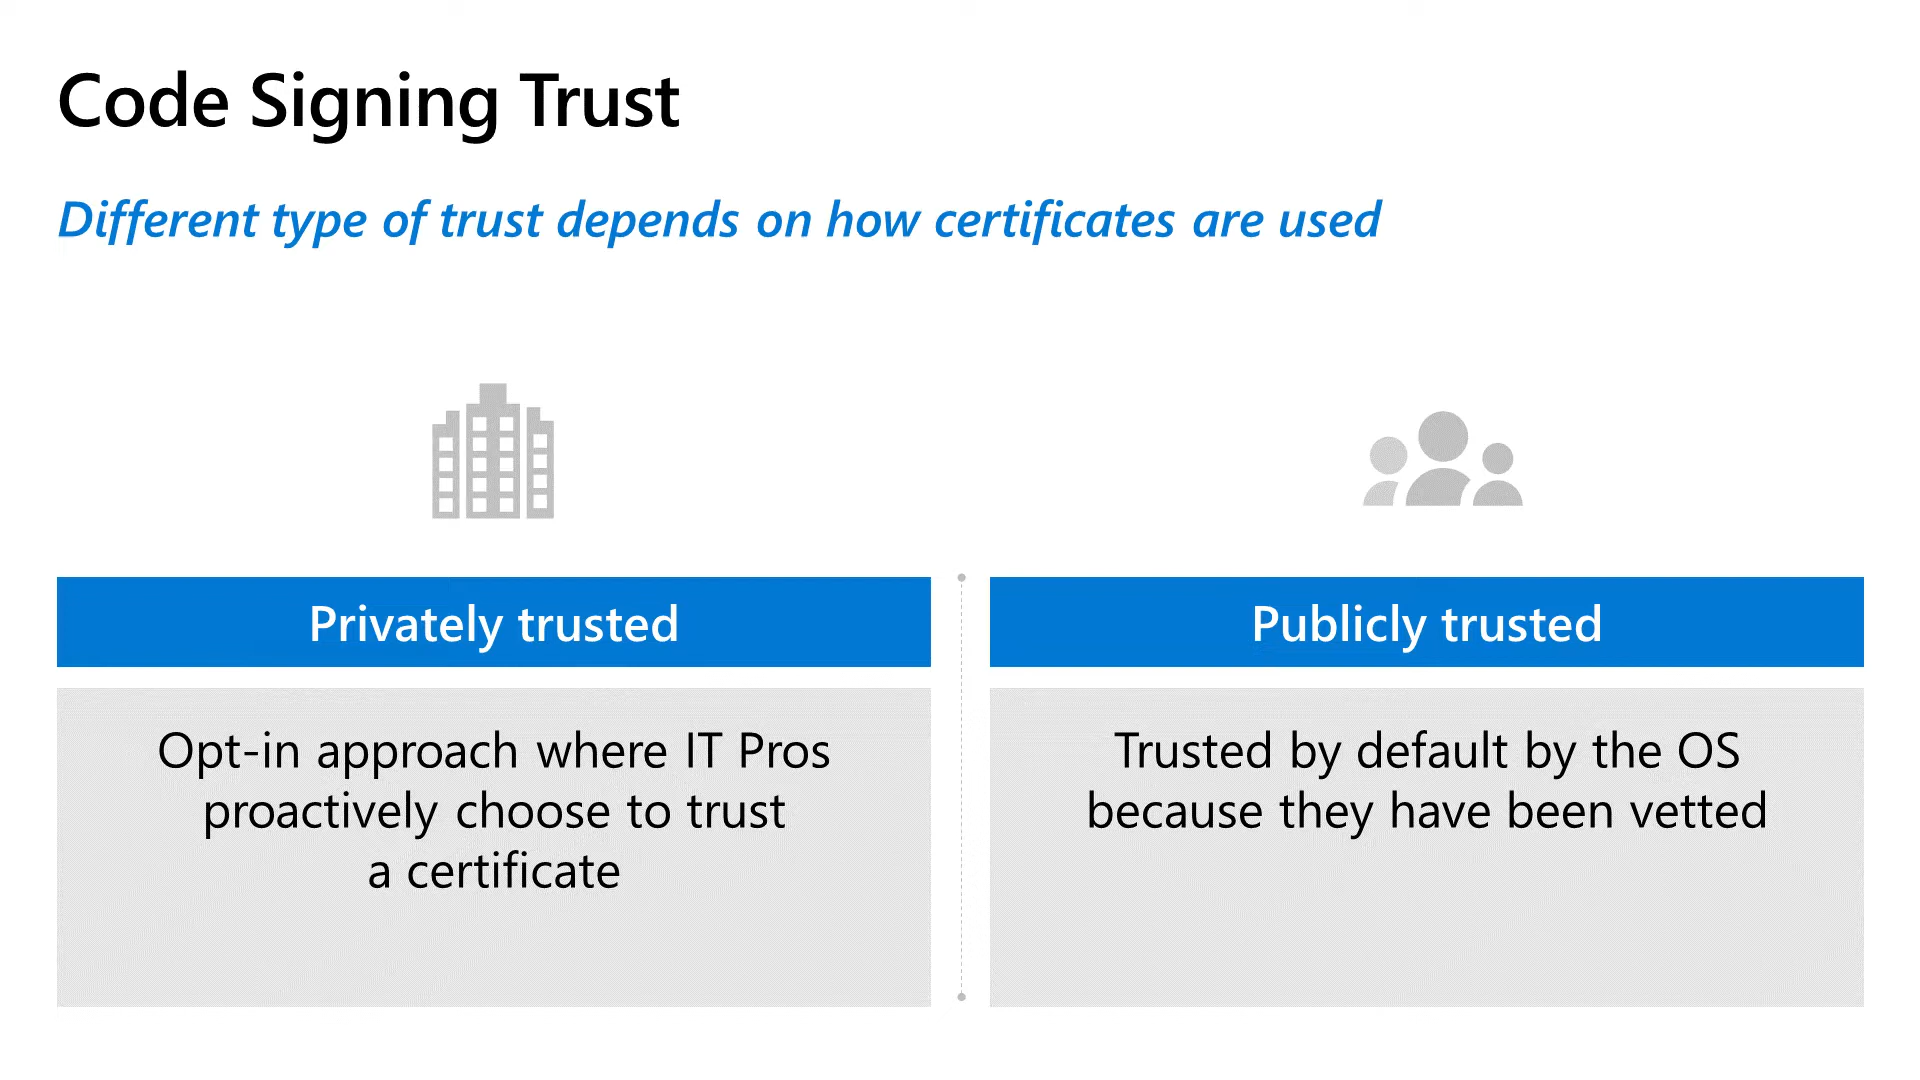 Code Signing Trust
Different type of trust depends on how certificates are used
Privately trusted
Opt-in approach where IT Pros
proactively choose to trust
a certificate
Publicly trusted
Trusted by default by the OS
because they have been vetted